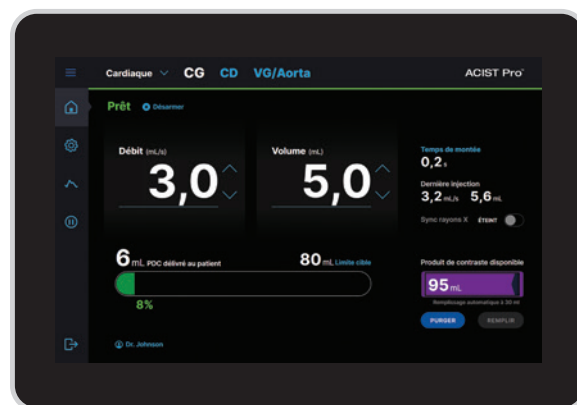 Cardiaque CG CD VG/Aorta ACIST Pro™
Prêt Désarmer
Débit (mL/s)
3,0
Volume (mL)
5,0
Temps de montée
0,2 s
Dernière injection
3,2 mL/s 5,6 mL
Sync rayons X ÉTEINT
6 mL PDC délivré au patient
80 mL Limite cible
8%
Produit de contraste disponible
95 mL
Remplissage automatique à 30 ml
PURGER REMPLIR
Dr. Johnson